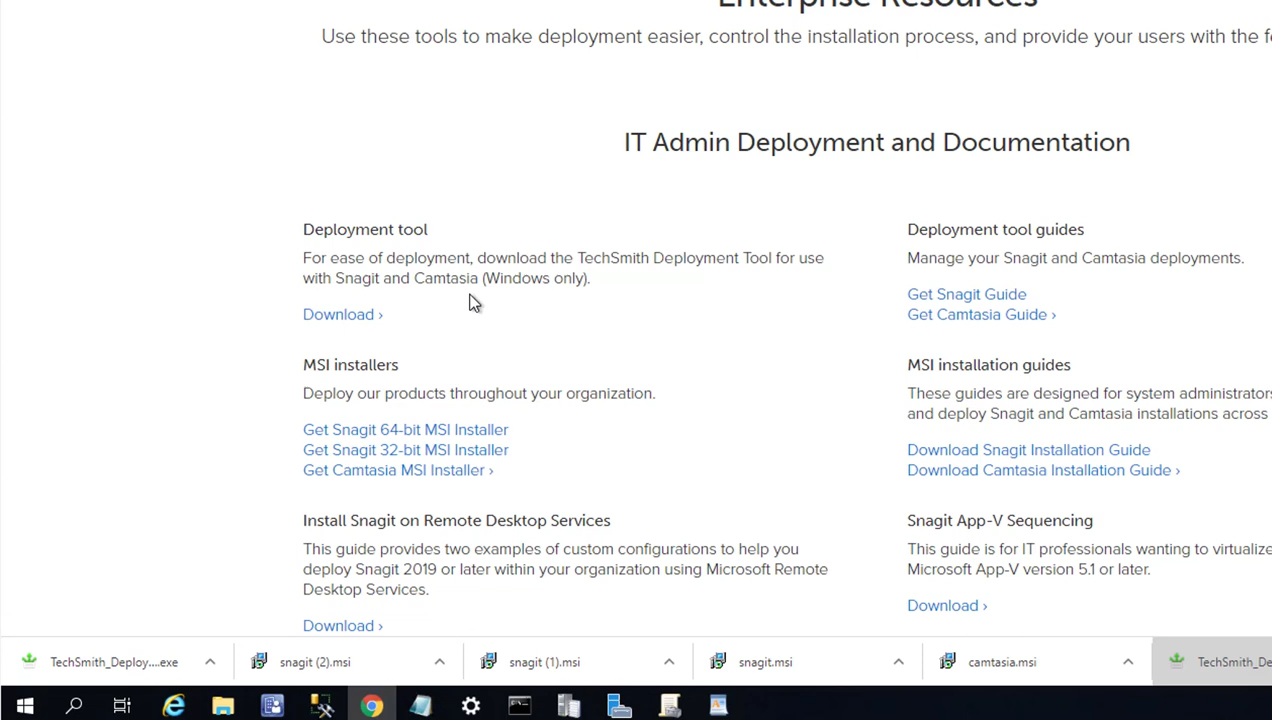 Enterprise Resources
Use these tools to make deployment easier, control the installation process, and provide your users with the
IT Admin Deployment and Documentation
Deployment tool
For ease of deployment, download the TechSmith Deployment Tool for use
with Snagit and Camtasia (Windows only).
Download ›
Deployment tool guides
Manage your Snagit and Camtasia deployments.
Get Snagit Guide
Get Camtasia Guide ›
MSI installers
Deploy our products throughout your organization.
Get Snagit 64-bit MSI Installer
Get Snagit 32-bit MSI Installer
Get Camtasia MSI Installer ›
MSI installation guides
These guides are designed for system administrators
and deploy Snagit and Camtasia installations across
Download Snagit Installation Guide
Download Camtasia Installation Guide ›
Install Snagit on Remote Desktop Services
This guide provides two examples of custom configurations to help you
deploy Snagit 2019 or later within your organization using Microsoft Remote
Desktop Services.
Download ›
Snagit App-V Sequencing
This guide is for IT professionals wanting to virtualize
Microsoft App-V version 5.1 or later.
Download ›
TechSmith_Deploy....exe
snagit (2).msi
snagit (1).msi
snagit.msi
camtasia.msi
TechSmith_De